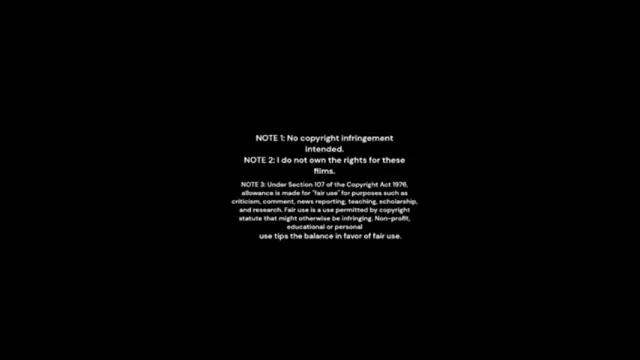 NOTE 1: No copyright infringement
intended.
NOTE 2: I do not own the rights for these
films.
NOTE 3: Under Section 107 of the Copyright Act 1976,
allowance is made for "fair use" for purposes such as
criticism, comment, news reporting, teaching, scholarship,
and research. Fair use is a use permitted by copyright
statute that might otherwise be infringing. Non-profit,
educational or personal
use tips the balance in favor of fair use.